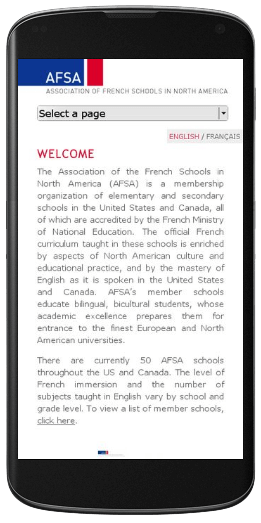 AFSA
ASSOCIATION OF FRENCH SCHOOLS IN NORTH AMERICA
Select a page
ENGLISH / FRANÇAIS
WELCOME
The Association of the French Schools in
North America (AFSA) is a membership
organization of elementary and secondary
schools in the United States and Canada, all
of which are accredited by the French Ministry
of National Education. The official French
curriculum taught in these schools is enriched
by aspects of North American culture and
educational practice, and by the mastery of
English as it is spoken in the United States
and Canada. AFSA's member schools
educate bilingual, bicultural students, whose
academic excellence prepares them for
entrance to the finest European and North
American universities.
There are currently 50 AFSA schools
throughout the US and Canada. The level of
French immersion and the number of
subjects taught in English vary by school and
grade level. To view a list of member schools,
click here.